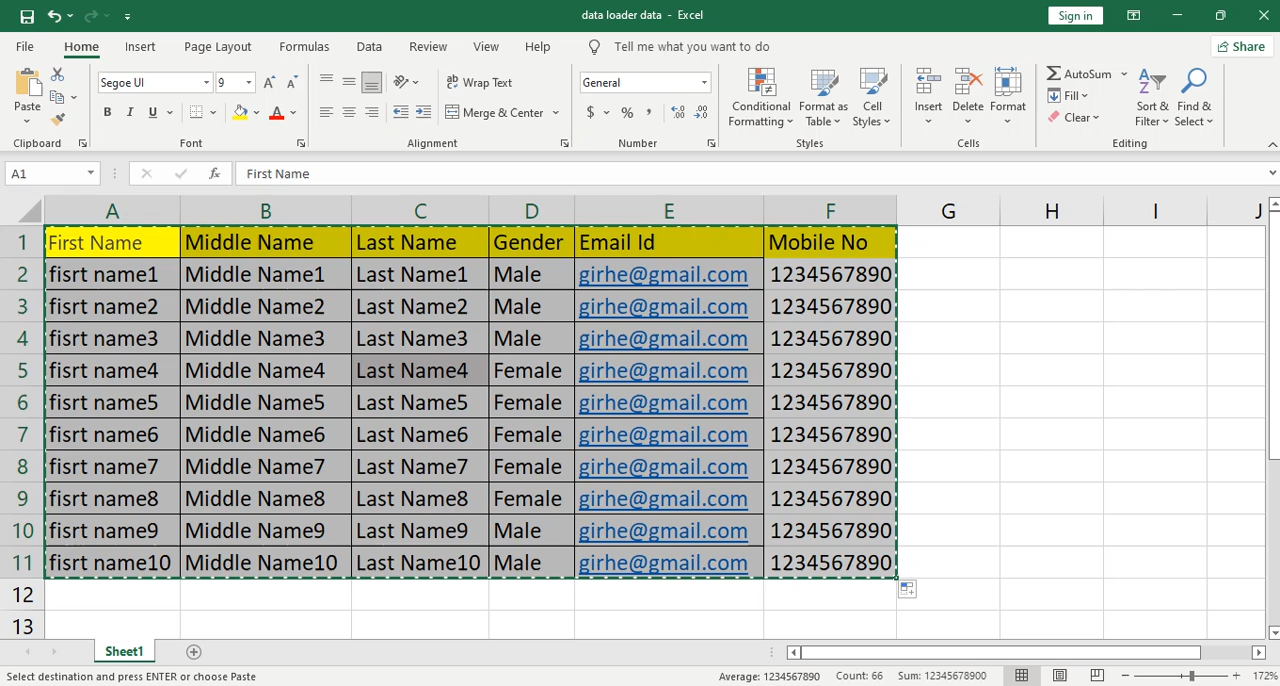 data loader data - Excel
Sign in
File Home Insert Page Layout Formulas Data Review View Help Tell me what you want to do Share
Segoe UI 9 A A Wrap Text General AutoSum
Paste Conditional Formatting Format as Table Cell Styles Insert Delete Format Fill Sort & Filter Find & Select
B I U A Merge & Center $ % , .00 .0 Clear
Clipboard Font Alignment Number Styles Cells Editing
A1 fx First Name
A B C D E F G H I J
1 First Name Middle Name Last Name Gender Email Id Mobile No
2 fisrt name1 Middle Name1 Last Name1 Male girhe@gmail.com 1234567890
3 fisrt name2 Middle Name2 Last Name2 Male girhe@gmail.com 1234567890
4 fisrt name3 Middle Name3 Last Name3 Male girhe@gmail.com 1234567890
5 fisrt name4 Middle Name4 Last Name4 Female girhe@gmail.com 1234567890
6 fisrt name5 Middle Name5 Last Name5 Female girhe@gmail.com 1234567890
7 fisrt name6 Middle Name6 Last Name6 Female girhe@gmail.com 1234567890
8 fisrt name7 Middle Name7 Last Name7 Female girhe@gmail.com 1234567890
9 fisrt name8 Middle Name8 Last Name8 Female girhe@gmail.com 1234567890
10 fisrt name9 Middle Name9 Last Name9 Male girhe@gmail.com 1234567890
11 fisrt name10 Middle Name10 Last Name10 Male girhe@gmail.com 1234567890
12
13
Sheet1
Select destination and press ENTER or choose Paste Average: 1234567890 Count: 66 Sum: 12345678900 172%